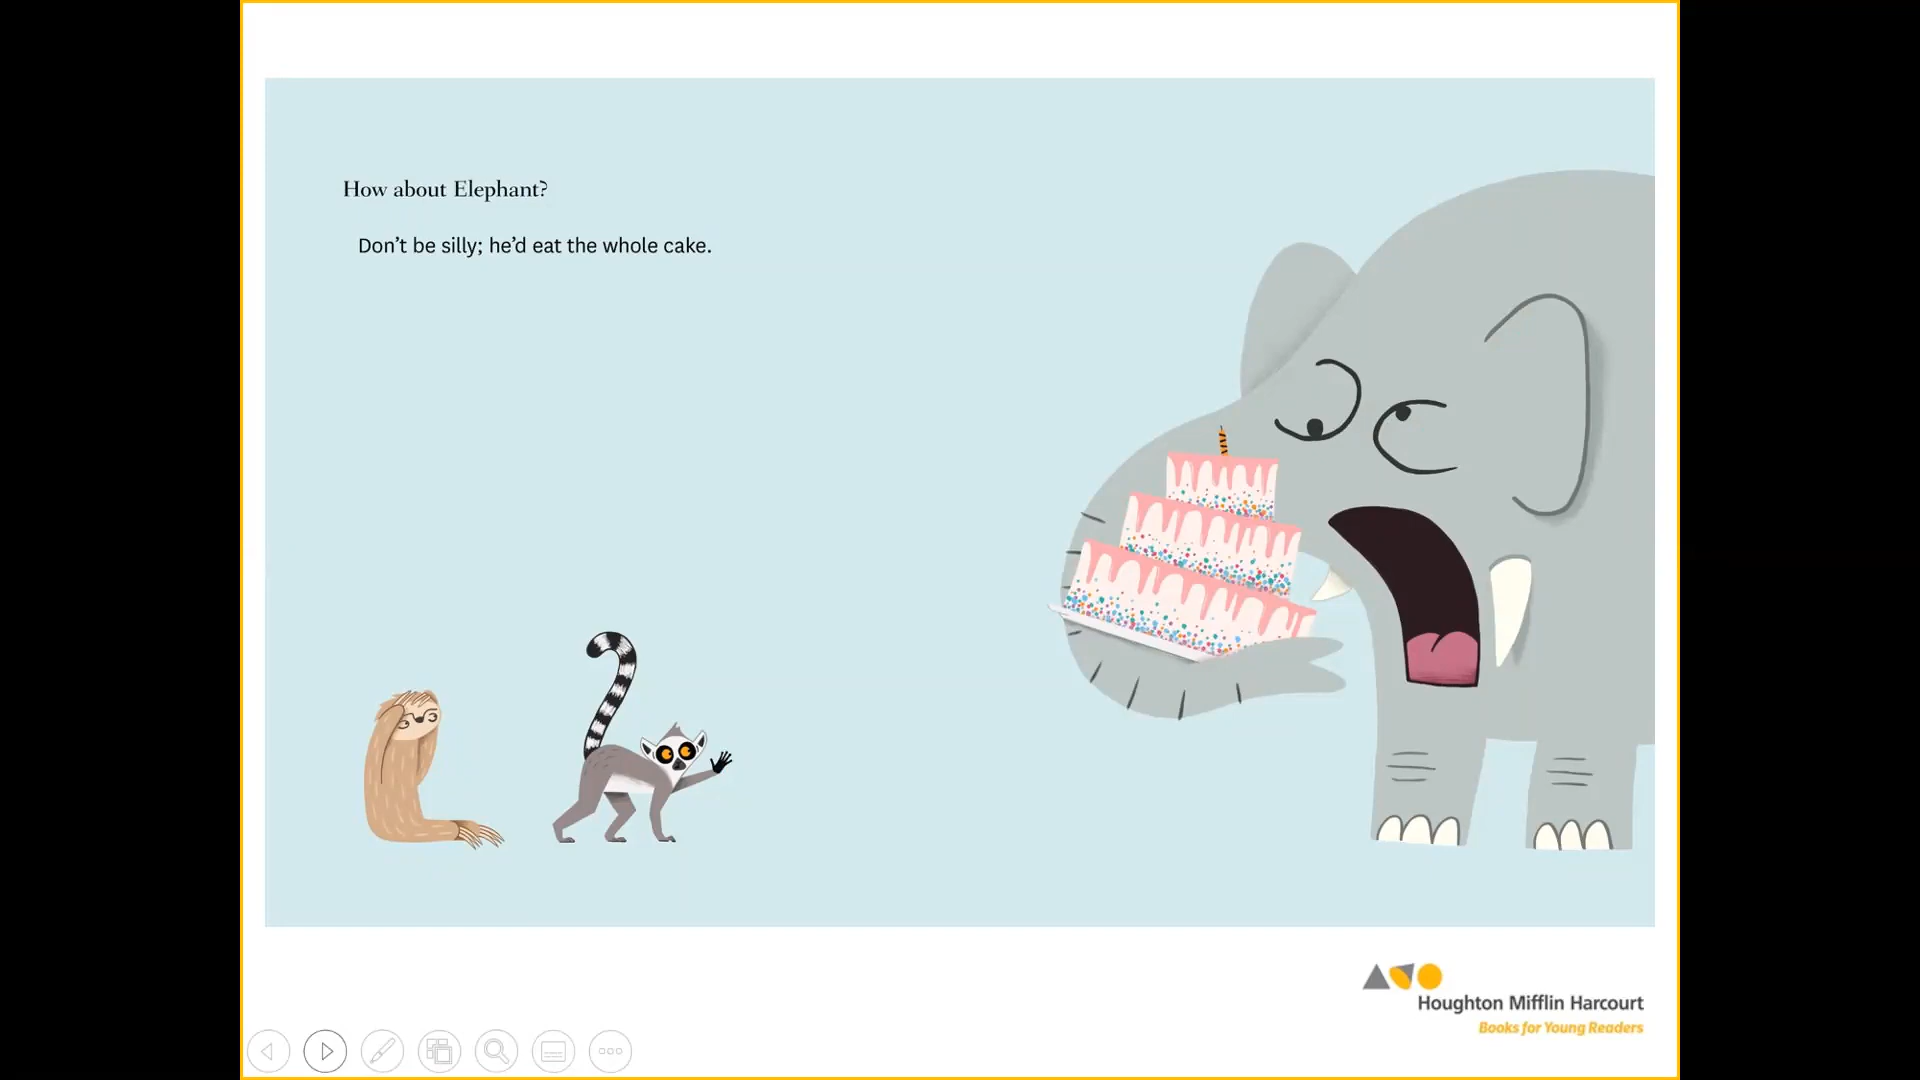 How about Elephant?
Don't be silly; he'd eat the whole cake.
Houghton Mifflin Harcourt
Books for Young Readers